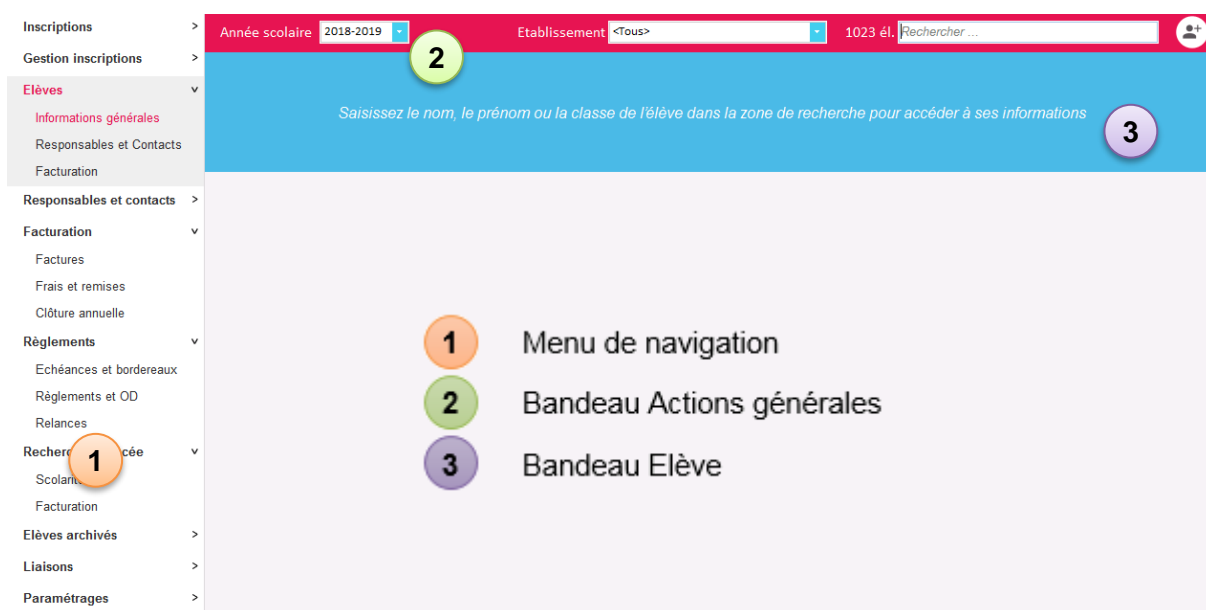 Inscriptions >
Gestion inscriptions >
Elèves v
Informations générales
Responsables et Contacts
Facturation
Responsables et contacts >
Facturation v
Factures
Frais et remises
Clôture annuelle
Règlements v
Echéances et bordereaux
Règlements et OD
Relances
v
1
Facturation
Elèves archivés >
Liaisons >
Paramétrages >
Année scolaire 2018-2019 Etablissement <Tous> 1023 él. Rechercher ...
2
Saisissez le nom, le prénom ou la classe de l'élève dans la zone de recherche pour accéder à ses informations
3
1 Menu de navigation
2 Bandeau Actions générales
3 Bandeau Elève